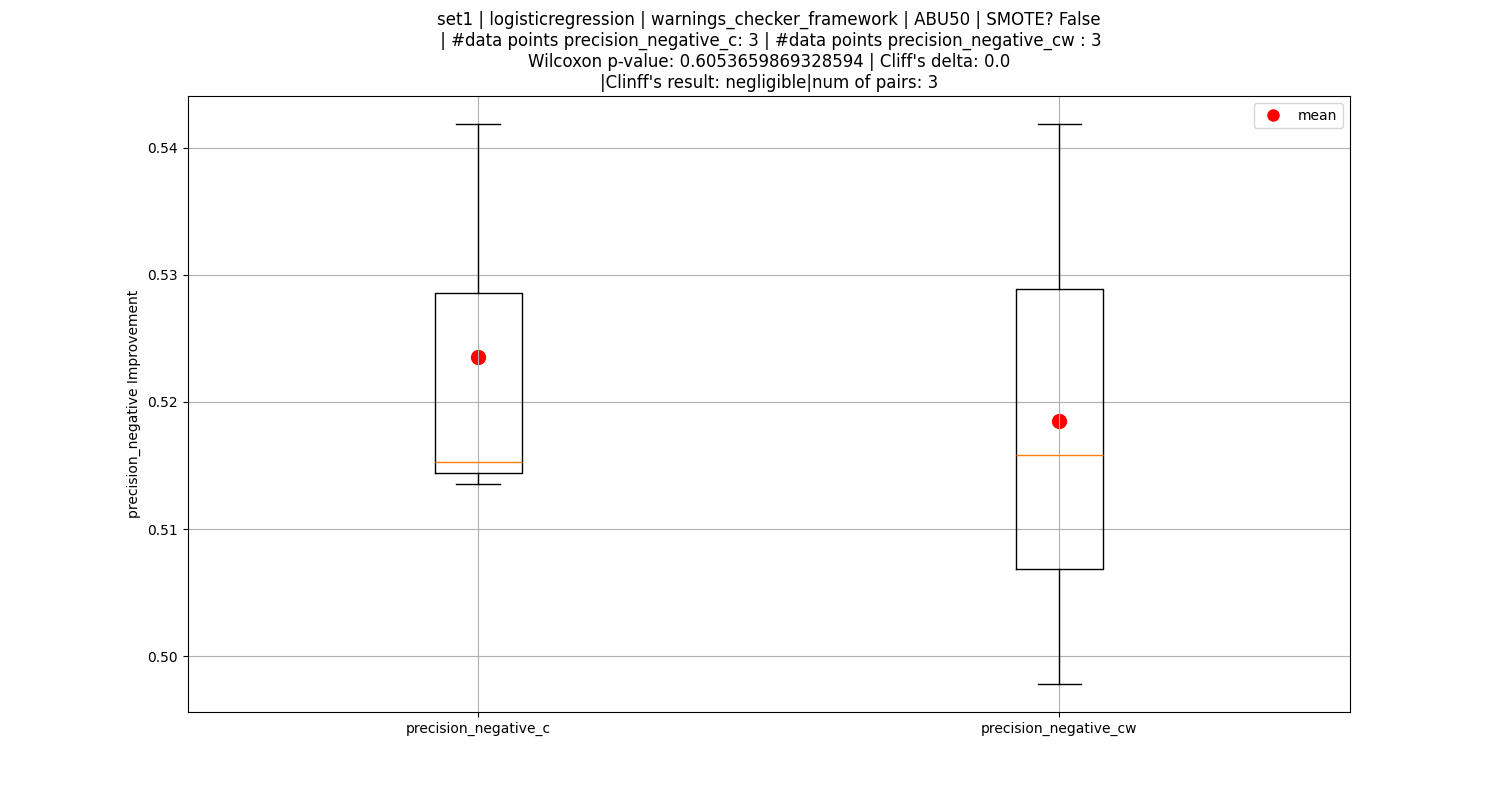 set1 | logisticregression | warnings_checker_framework | ABU50 | SMOTE? False
| #data points precision_negative_c: 3 | #data points precision_negative_cw : 3
Wilcoxon p-value: 0.6053659869328594 | Cliff's delta: 0.0
|Clinff's result: negligible|num of pairs: 3
mean
0.54
0.53
0.52
0.51
0.50
precision_negative Improvement
precision_negative_c
precision_negative_cw